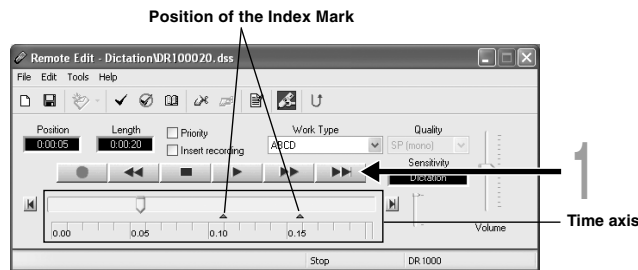 Position of the Index Mark
Remote Edit - Dictation\DR100020.dss
File Edit Tools Help
Position Length Priority Work Type Quality
0:00:05 0:00:20 Insert recording ABCD SP (mono)
Sensitivity
Dictation
1
Time axis
0.00 0.05 0.10 0.15
Volume
Stop DR1000